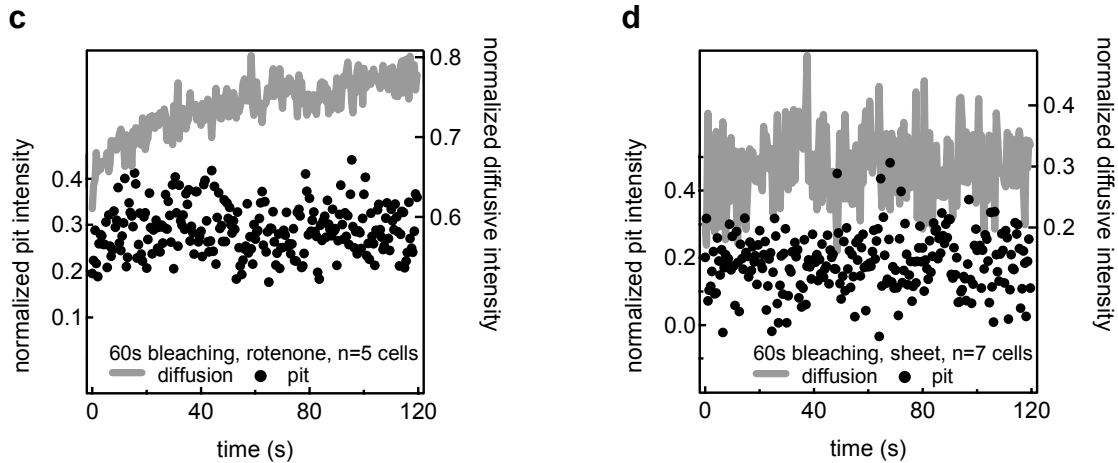 c
normalized pit intensity
0.4
0.3
0.2
0.1
0.8
0.7
0.6
normalized diffusive intensity
60s bleaching, rotenone, n=5 cells
diffusion pit
0 40 80 120
time (s)
d
normalized pit intensity
0.4
0.2
0.0
0.4
0.3
0.2
normalized diffusive intensity
60s bleaching, sheet, n=7 cells
diffusion pit
0 40 80 120
time (s)